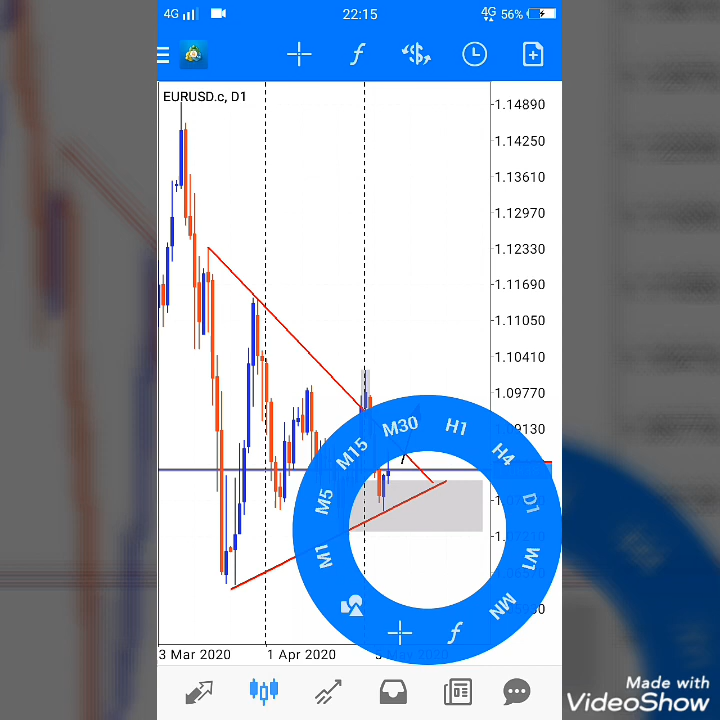 4G 22:15 4G 56%
EURUSD.c, D1
1.14890
1.14250
1.13610
1.12970
1.12330
1.11690
1.11050
1.10410
1.09770
M30 H1 H4 D1 W1 MN
M15 M5 M1
3 Mar 2020 1 Apr 2020
Made with
VideoShow